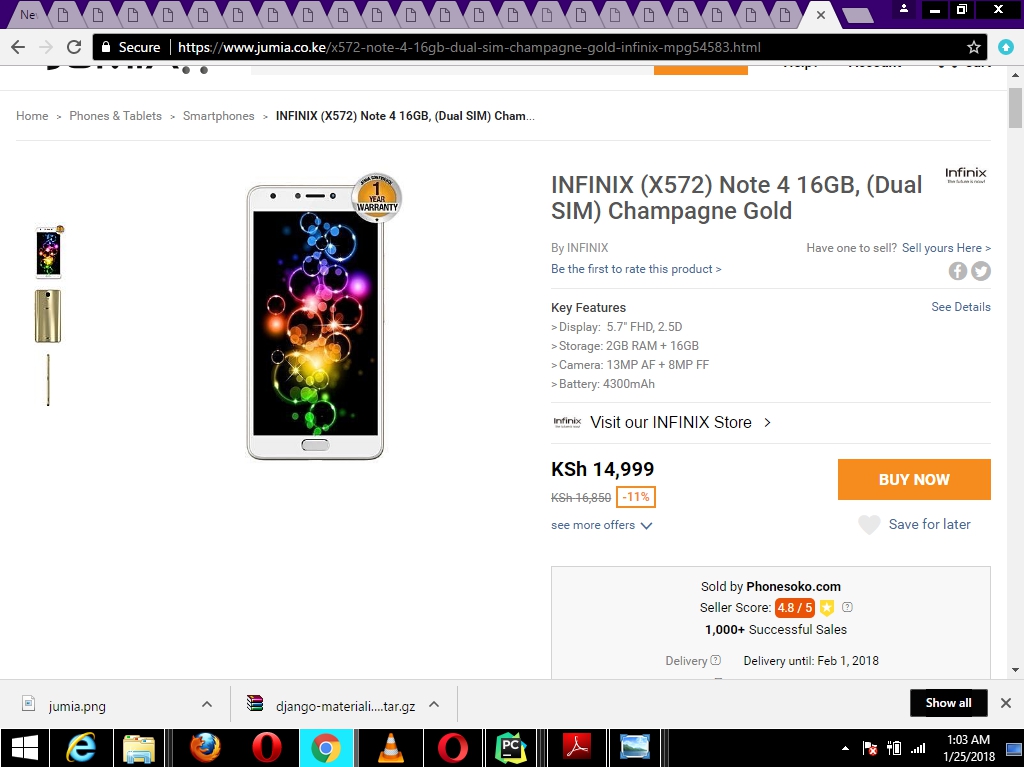 Ne
Secure https://www.jumia.co.ke/x572-note-4-16gb-dual-sim-champagne-gold-infinix-mpg54583.html
Home > Phones & Tablets > Smartphones > INFINIX (X572) Note 4 16GB, (Dual SIM) Cham...
1
YEAR
WARRANTY
INFINIX (X572) Note 4 16GB, (Dual
SIM) Champagne Gold
Infinix
The future is now!
By INFINIX
Have one to sell? Sell yours Here >
Be the first to rate this product >
Key Features
See Details
> Display: 5.7" FHD, 2.5D
> Storage: 2GB RAM + 16GB
> Camera: 13MP AF + 8MP FF
> Battery: 4300mAh
Infinix Visit our INFINIX Store >
KSh 14,999
KSh 16,850 -11%
BUY NOW
see more offers
Save for later
Sold by Phonesoko.com
Seller Score: 4.8 / 5 ?
1,000+ Successful Sales
Delivery ? Delivery until: Feb 1, 2018
jumia.png
django-materiali....tar.gz
Show all
PC
1:03 AM
1/25/2018